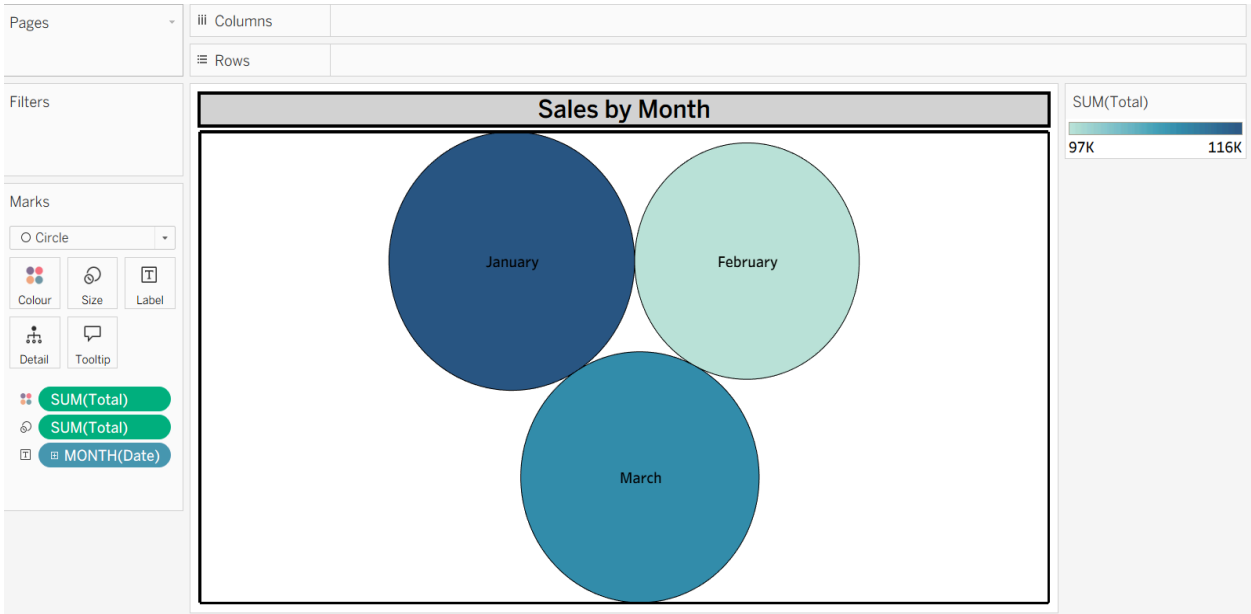 Pages
Columns
Rows
Filters
Sales by Month
SUM(Total)
97K 116K
Marks
Circle
Colour Size Label
Detail Tooltip
SUM(Total)
SUM(Total)
MONTH(Date)
January
February
March